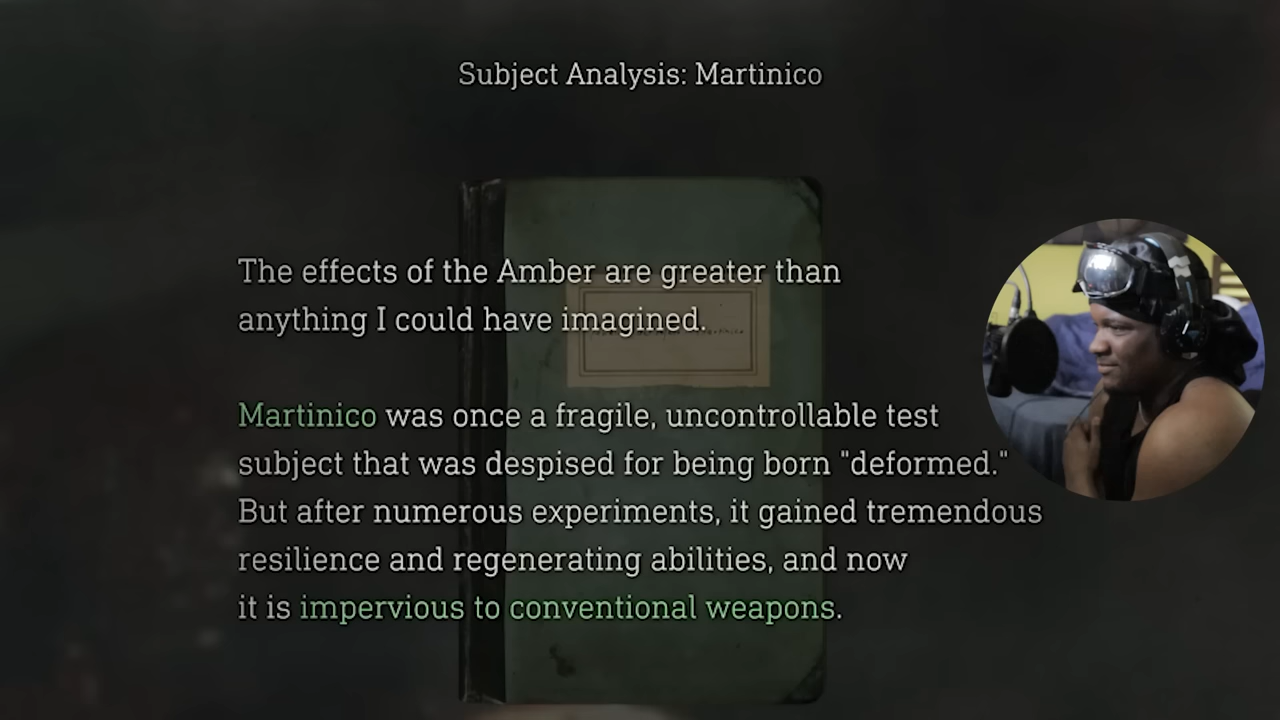 Subject Analysis: Martinico
The effects of the Amber are greater than
anything I could have imagined.
Martinico was once a fragile, uncontrollable test
subject that was despised for being born "deformed."
But after numerous experiments, it gained tremendous
resilience and regenerating abilities, and now
it is impervious to conventional weapons.